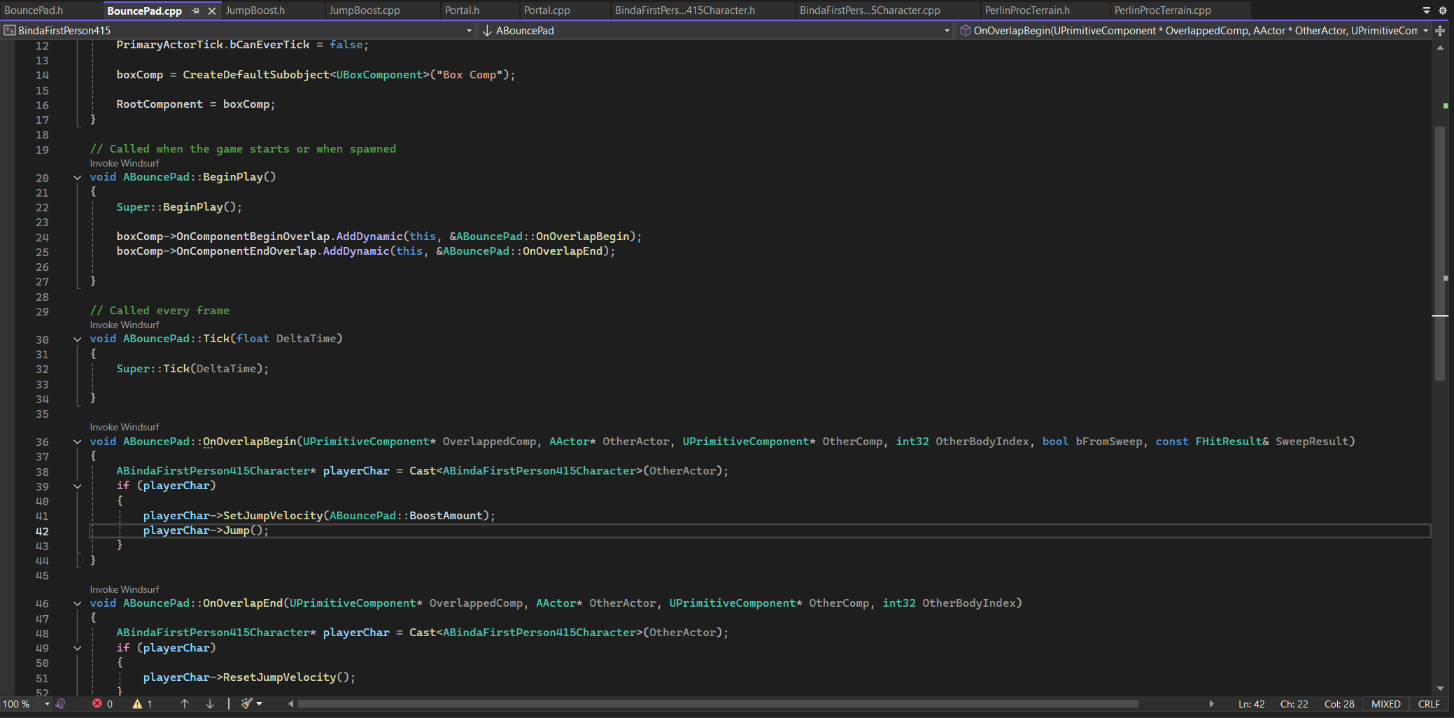 BouncePad.h
BouncePad.cpp
JumpBoost.h
JumpBoost.cpp
Portal.h
Portal.cpp
BindaFirstPers...415Character.h
BindaFirstPers...5Character.cpp
PerlinProcTerrain.h
PerlinProcTerrain.cpp
BindaFirstPerson415
ABouncePad
OnOverlapBegin(UPrimitiveComponent * OverlappedComp, AActor * OtherActor, UPrimitiveCom
12 PrimaryActorTick.bCanEverTick = false;
13
14 boxComp = CreateDefaultSubobject<UBoxComponent>("Box Comp");
15
16 RootComponent = boxComp;
17 }
18
19 // Called when the game starts or when spawned
Invoke Windsurf
20 void ABouncePad::BeginPlay()
21 {
22 Super::BeginPlay();
23
24 boxComp->OnComponentBeginOverlap.AddDynamic(this, &ABouncePad::OnOverlapBegin);
25 boxComp->OnComponentEndOverlap.AddDynamic(this, &ABouncePad::OnOverlapEnd);
26
27 }
28
29 // Called every frame
Invoke Windsurf
30 void ABouncePad::Tick(float DeltaTime)
31 {
32 Super::Tick(DeltaTime);
33
34 }
35
Invoke Windsurf
36 void ABouncePad::OnOverlapBegin(UPrimitiveComponent* OverlappedComp, AActor* OtherActor, UPrimitiveComponent* OtherComp, int32 OtherBodyIndex, bool bFromSweep, const FHitResult& SweepResult)
37 {
38 ABindaFirstPerson415Character* playerChar = Cast<ABindaFirstPerson415Character>(OtherActor);
39 if (playerChar)
40 {
41 playerChar->SetJumpVelocity(ABouncePad::BoostAmount);
42 playerChar->Jump();
43 }
44 }
45
Invoke Windsurf
46 void ABouncePad::OnOverlapEnd(UPrimitiveComponent* OverlappedComp, AActor* OtherActor, UPrimitiveComponent* OtherComp, int32 OtherBodyIndex)
47 {
48 ABindaFirstPerson415Character* playerChar = Cast<ABindaFirstPerson415Character>(OtherActor);
49 if (playerChar)
50 {
51 playerChar->ResetJumpVelocity();
52 }
100 % 0 1 Ln: 42 Ch: 22 Col: 28 MIXED CRLF